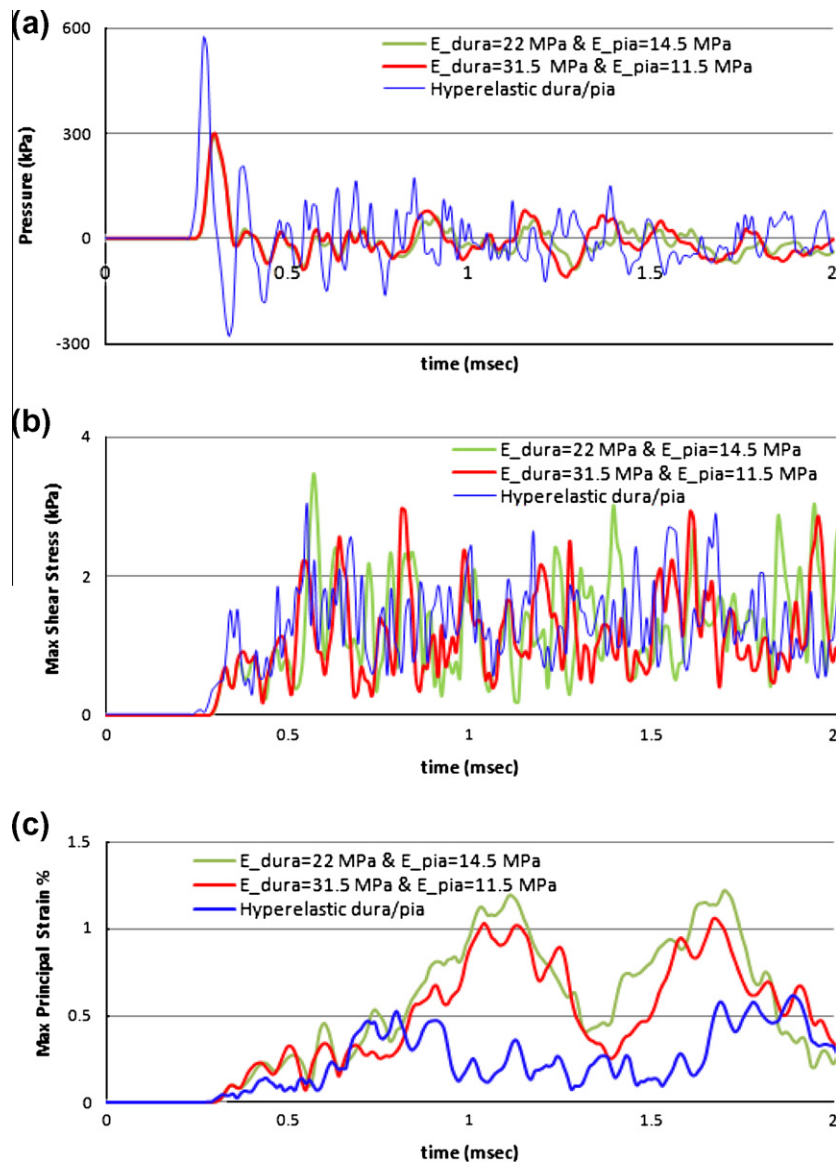 (a)
600
300
0
-300
Pressure (kPa)
E_dura=22 MPa & E_pia=14.5 MPa
E_dura=31.5 MPa & E_pia=11.5 MPa
Hyperelastic dura/pia
0
0.5
1
1.5
2
time (msec)
(b)
4
2
0
Max Shear Stress (kPa)
E_dura=22 MPa & E_pia=14.5 MPa
E_dura=31.5 MPa & E_pia=11.5 MPa
Hyperelastic dura/pia
0
0.5
1
1.5
2
time (msec)
(c)
1.5
1
0.5
0
Max Principal Strain %
E_dura=22 MPa & E_pia=14.5 MPa
E_dura=31.5 MPa & E_pia=11.5 MPa
Hyperelastic dura/pia
0
0.5
1
1.5
2
time (msec)